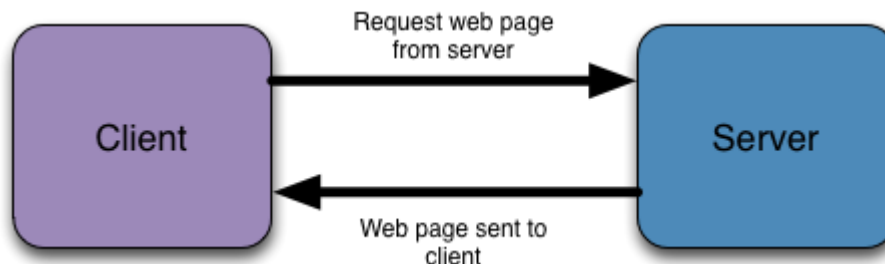 Request web page
from server
Client
Server
Web page sent to
client